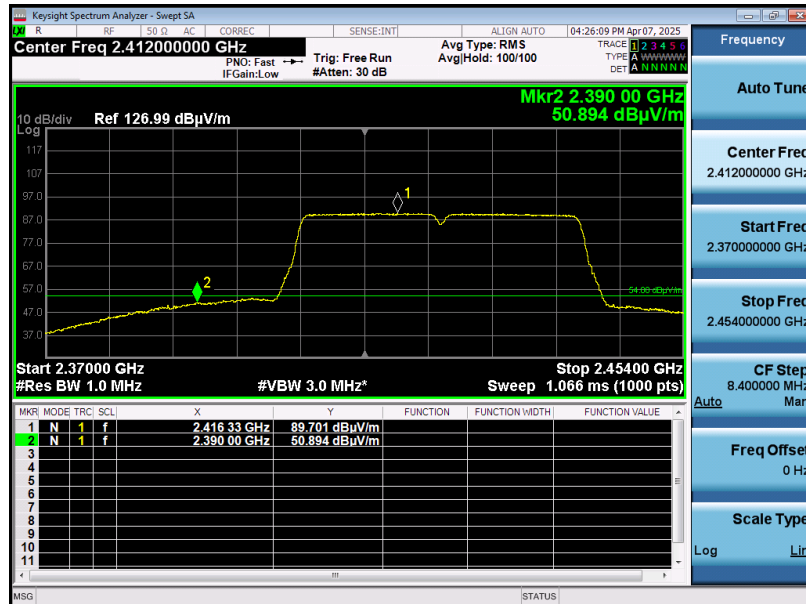 Keysight Spectrum Analyzer - Swept SA
LXI R RF 50 Ω AC CORREC SENSE:INT ALIGN AUTO 04:26:09 PM Apr 07, 2025
Center Freq 2.412000000 GHz
PNO: Fast
IFGain:Low
Trig: Free Run
#Atten: 30 dB
Avg Type: RMS
Avg|Hold: 100/100
TRACE 1 2 3 4 5 6
TYPE A WWWWW
DET A N N N N N
Mkr2 2.390 00 GHz
50.894 dBµV/m
10 dB/div Ref 126.99 dBµV/m
Log
117
107
97.0
87.0
77.0
67.0
57.0
47.0
37.0
1
2
54.00 dBµV/m
Start 2.37000 GHz Stop 2.45400 GHz
#Res BW 1.0 MHz #VBW 3.0 MHz* Sweep 1.066 ms (1000 pts)
MKR MODE TRC SCL X Y FUNCTION FUNCTION WIDTH FUNCTION VALUE
1 N 1 f 2.416 33 GHz 89.701 dBµV/m
2 N 1 f 2.390 00 GHz 50.894 dBµV/m
3
4
5
6
7
8
9
10
11
MSG STATUS
Frequency
Auto Tune
Center Freq
2.412000000 GHz
Start Freq
2.370000000 GHz
Stop Freq
2.454000000 GHz
CF Step
8.400000 MHz
Auto Man
Freq Offset
0 Hz
Scale Type
Log Lin